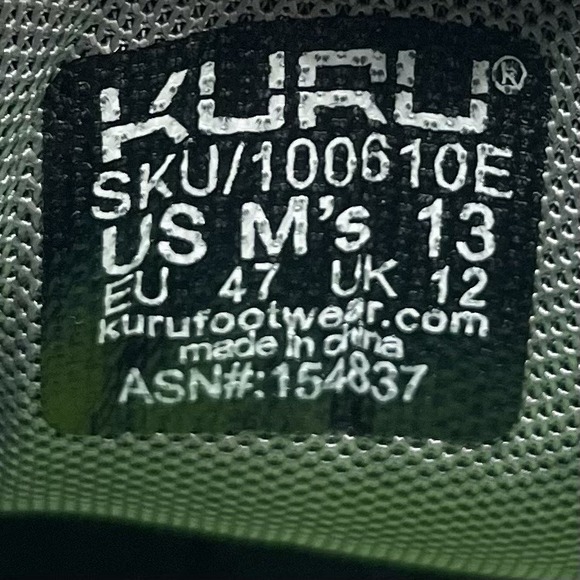 KURU®
SKU/100610E
US M's 13
EU 47 UK 12
kurufootwear.com
made in china
ASN#:154837